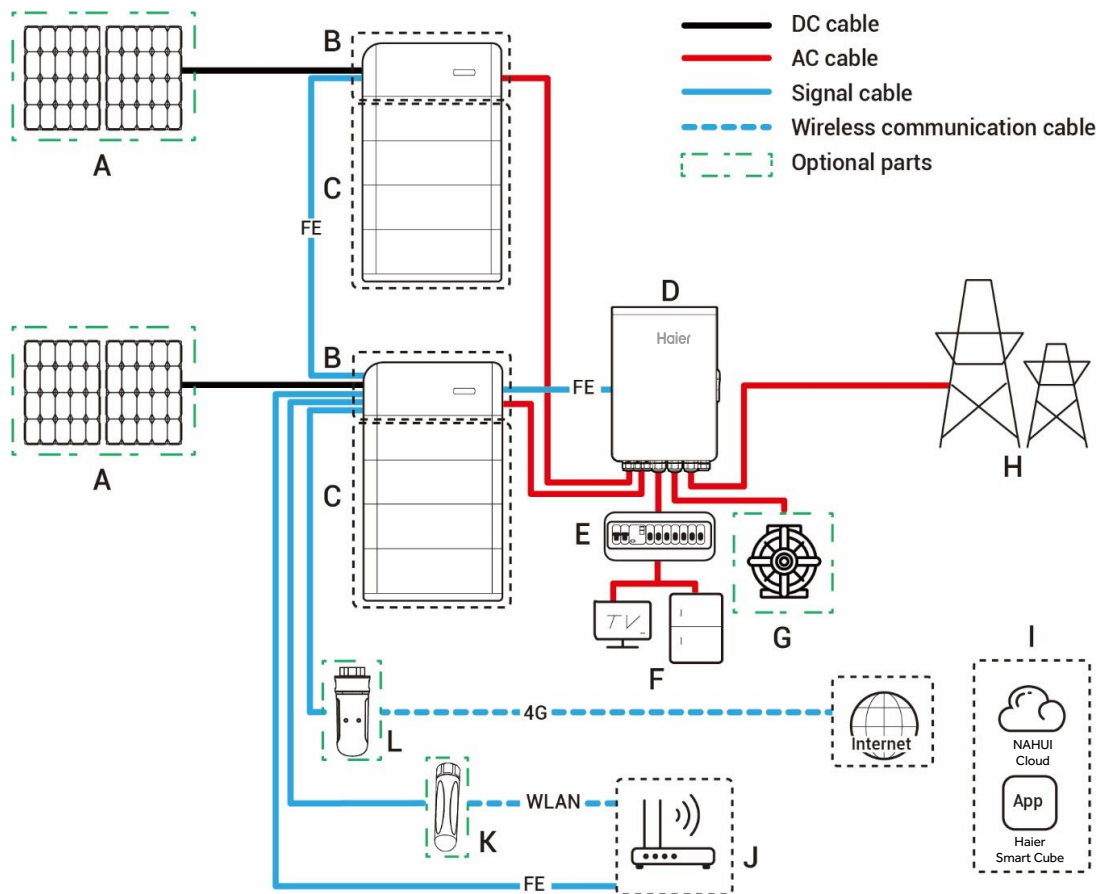 DC cable
AC cable
Signal cable
Wireless communication cable
Optional parts
A
B
C
FE
A
B
C
FE
D
Haier
H
E
TV
F
G
I
NAHUI
Cloud
App
Haier
Smart Cube
L
4G
Internet
K
WLAN
J
FE